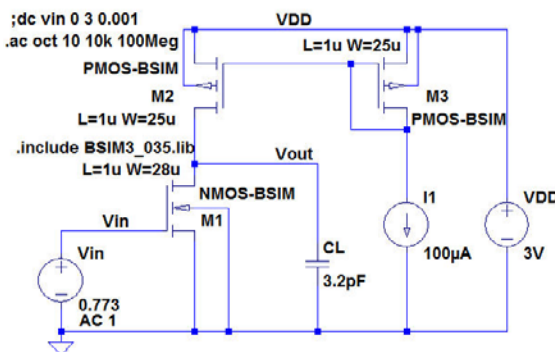 ;dc vin 0 3 0.001
.ac oct 10 10k 100Meg
VDD
L=1u W=25u
PMOS-BSIM
M2
M3
PMOS-BSIM
L=1u W=25u
.include BSIM3_035.lib
L=1u W=28u
Vout
NMOS-BSIM
M1
Vin
Vin
0.773
AC 1
CL
3.2pF
I1
100µA
VDD
3V